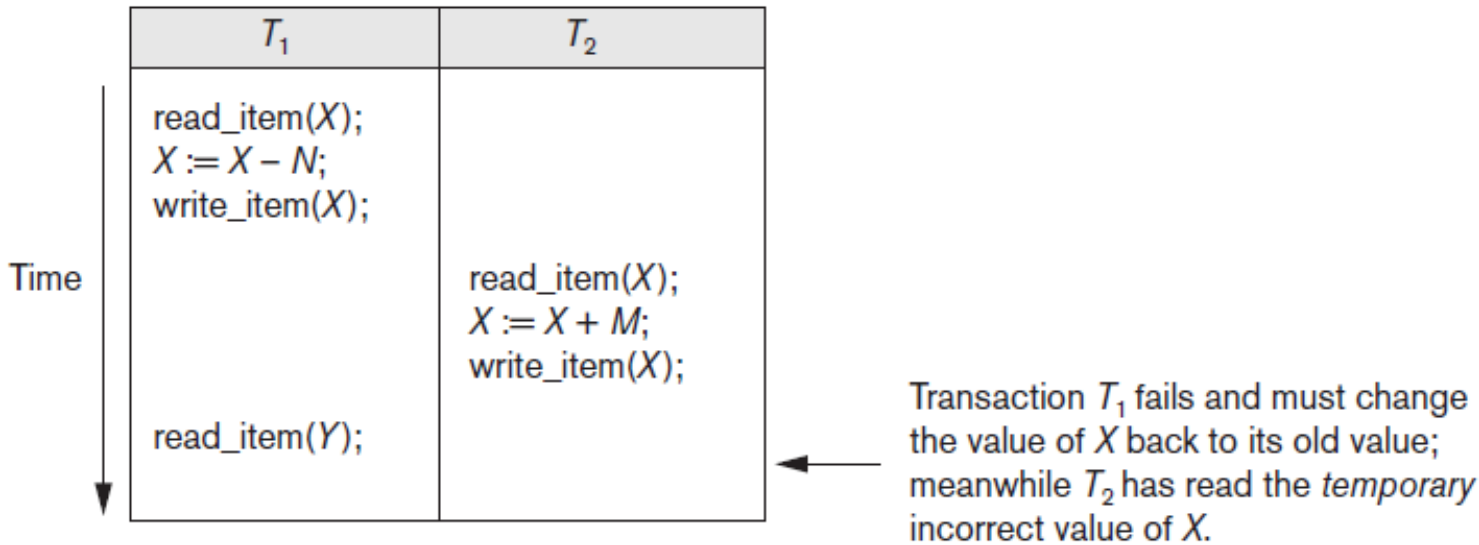 T₁ T₂
read_item(X);
X := X – N;
write_item(X);
Time
read_item(X);
X := X + M;
write_item(X);
read_item(Y);
Transaction T₁ fails and must change
the value of X back to its old value;
meanwhile T₂ has read the temporary
incorrect value of X.